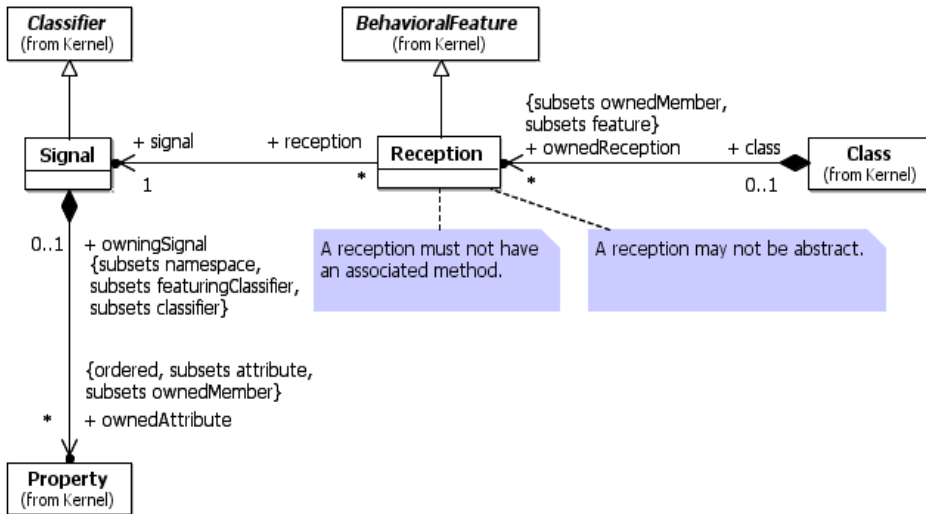 Classifier
(from Kernel)
BehavioralFeature
(from Kernel)
{subsets ownedMember,
subsets feature}
+ signal
+ reception
+ ownedReception
+ class
Signal
Reception
Class
(from Kernel)
1
*
*
0..1
0..1
+ owningSignal
{subsets namespace,
subsets featuringClassifier,
subsets classifier}
A reception must not have
an associated method.
A reception may not be abstract.
{ordered, subsets attribute,
subsets ownedMember}
*
+ ownedAttribute
Property
(from Kernel)